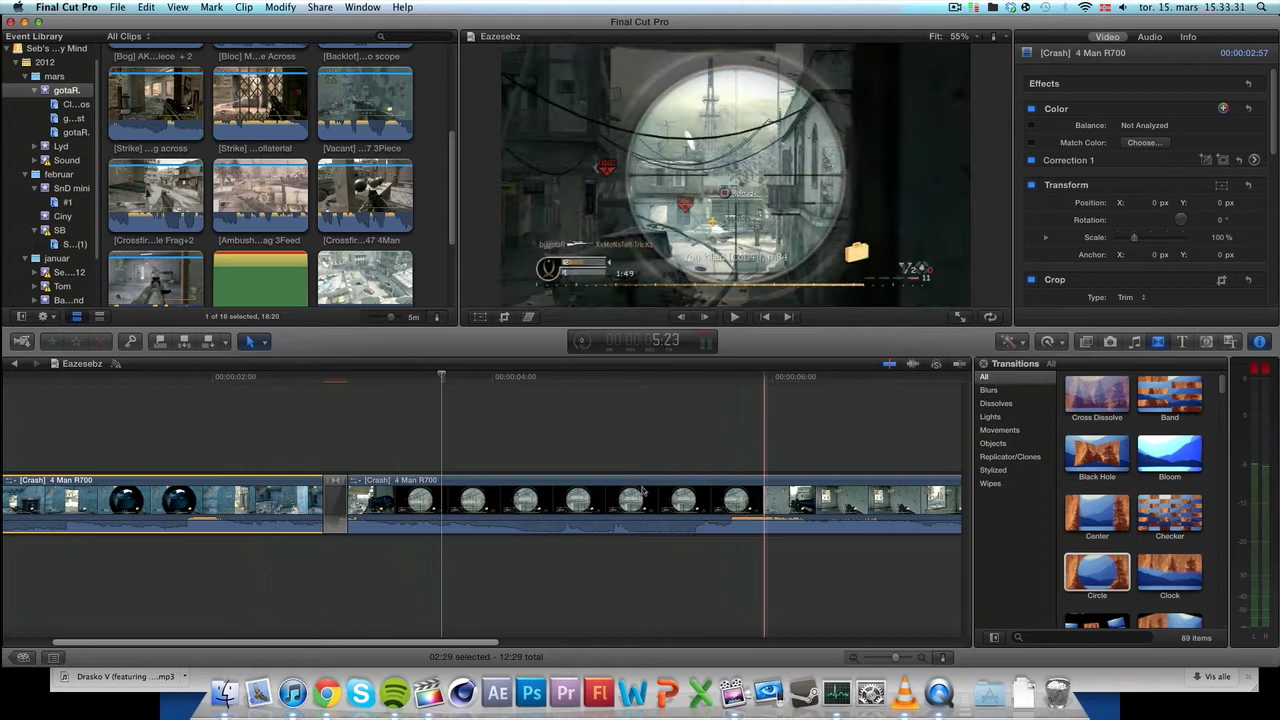 Final Cut Pro File Edit View Mark Clip Modify Share Window Help tor. 15. mars 15.33.31
Final Cut Pro
Event Library
All Clips
Seb's ...y Mind
2012
mars
gotaR.
Cl...os
g...st
gotaR.
Lyd
Sound
februar
SnD mini
#1
Ciny
SB
S...(1)
januar
Se....12
Tom
Ba...nd
[Bog] AK...iece + 2
[Bloc] M...e Across
[Backlot]...o scope
[Strike] ...g across
[Strike] ...ollaterlal
[Vacant] ...7 3Piece
[Crossfir...le Frag+2
[Ambush...ag 3Feed
[Crossfir...47 4Man
1 of 16 selected, 18:20
5m
Eazesebz
Fit: 55%
1:49
11
Video Audio Info
[Crash] 4 Man R700 00:00:02:57
Effects
Color
Balance: Not Analyzed
Match Color: Choose...
Correction 1
Transform
Position: X: 0 px Y: 0 px
Rotation: 0 °
Scale: 100 %
Anchor: X: 0 px Y: 0 px
Crop
Type: Trim
5:23
Eazesebz
00:00:02:00
00:00:04:00
00:00:06:00
[Crash] 4 Man R700
[Crash] 4 Man R700
Transitions All
All
Blurs
Dissolves
Lights
Movements
Objects
Replicator/Clones
Stylized
Wipes
Cross Dissolve
Band
Black Hole
Bloom
Center
Checker
Circle
Clock
89 items
02:29 selected - 12:29 total
Drasko V (featuring ....mp3
Vis alle
AE Ps Pr Fl